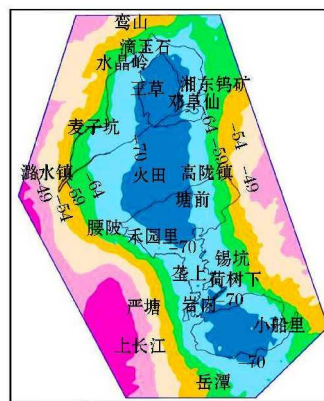 鸾山
滴玉石
水晶岭
王草
湘东钨矿
邓阜仙
-64
-59
-54
-49
麦子坑
-70
潞水镇
火田
高陇镇
-49
-54
-59
-64
塘前
腰陂
禾园里
-70
垄上
锡坑
荷树下
严塘
岩肉
-70
小船里
上长江
-70
岳潭